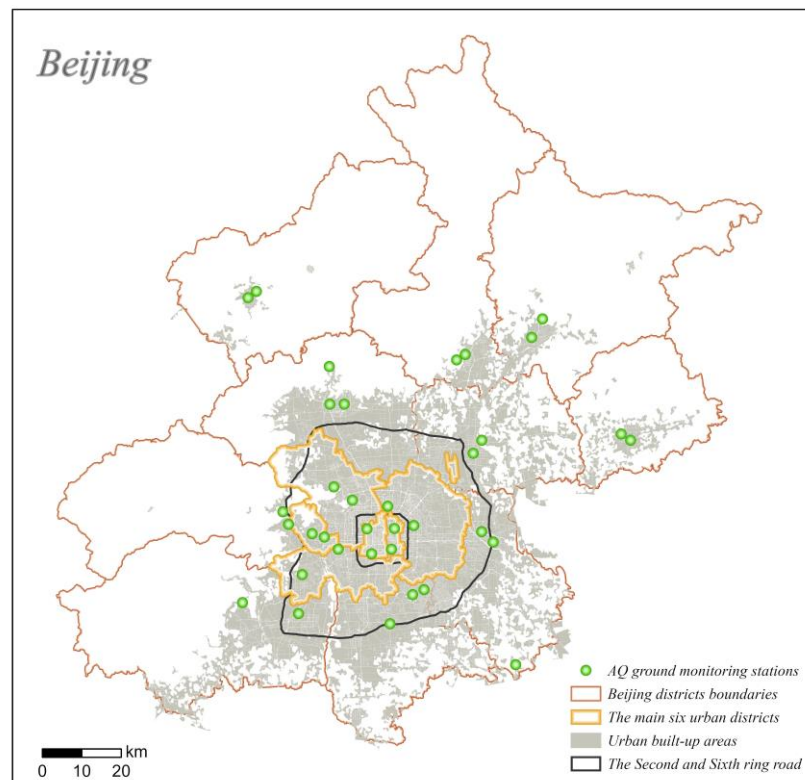 Beijing
AQ ground monitoring stations
Beijing districts boundaries
The main six urban districts
Urban built-up areas
The Second and Sixth ring road
km
0 10 20